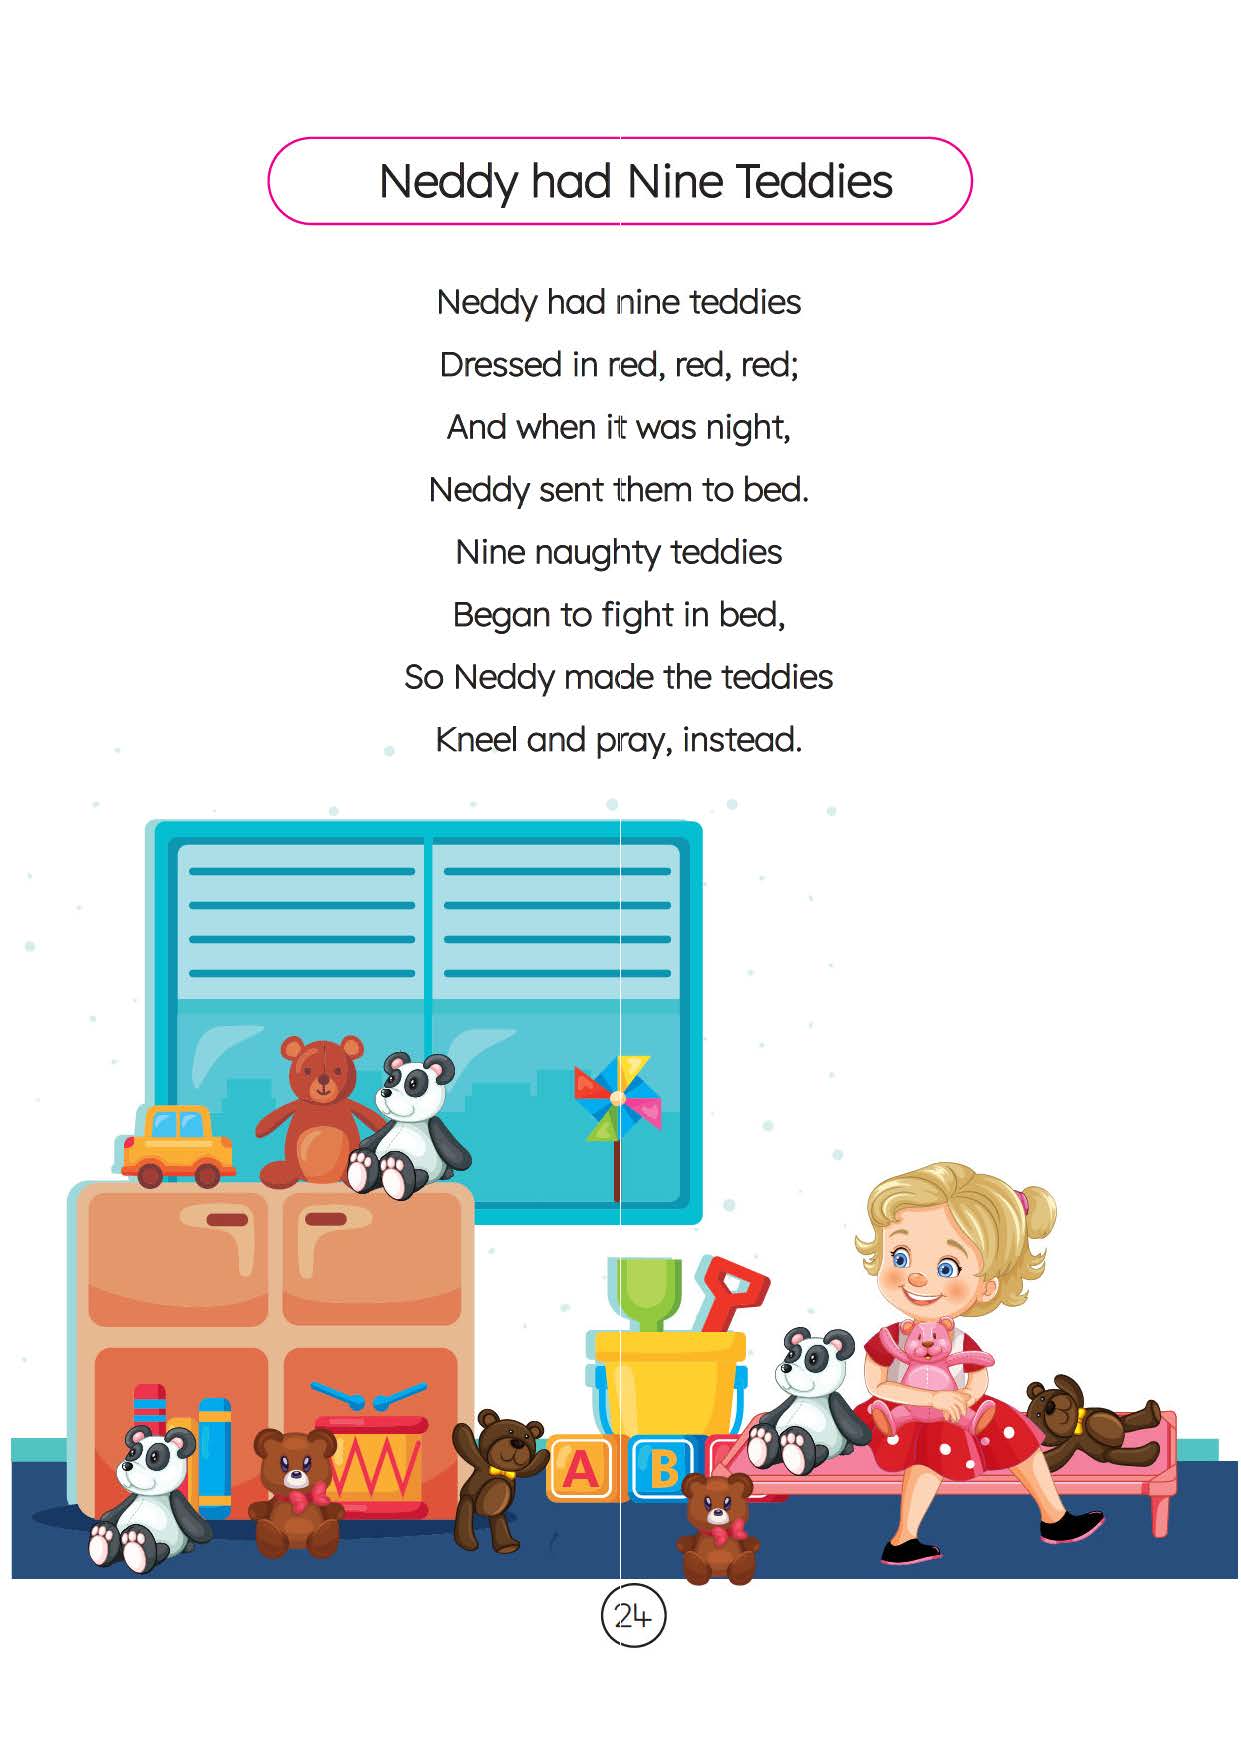 Neddy had Nine Teddies
Neddy had nine teddies
Dressed in red, red, red;
And when it was night,
Neddy sent them to bed.
Nine naughty teddies
Began to fight in bed,
So Neddy made the teddies
Kneel and pray, instead.
A B
24